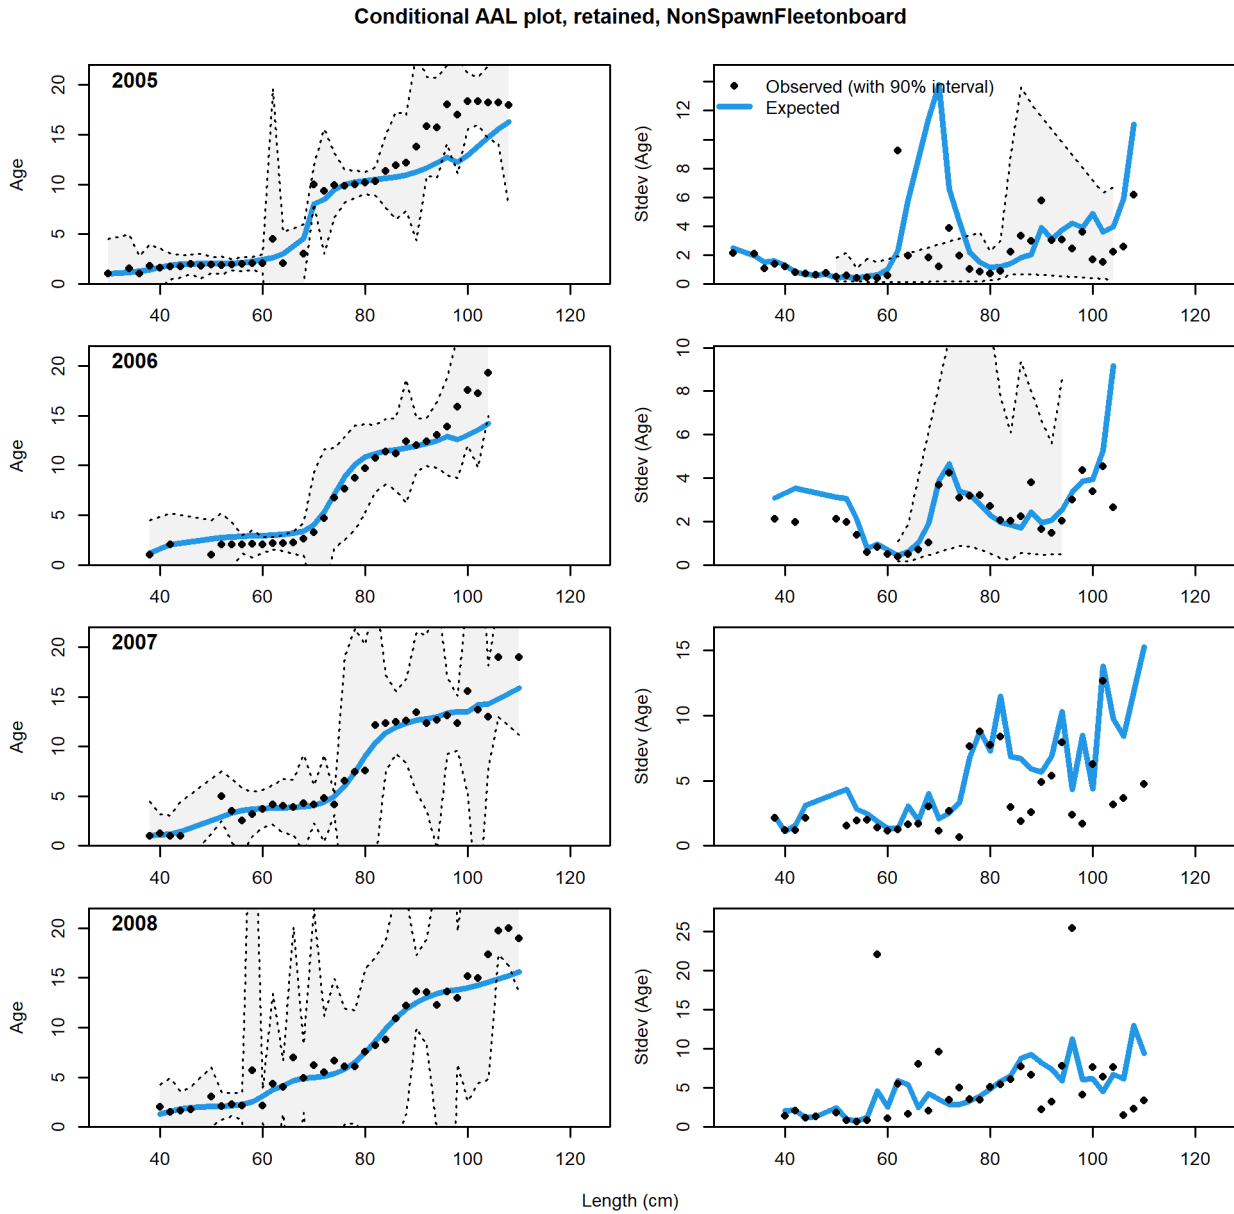 Conditional AAL plot, retained, NonSpawnFleetonboard
2005
Age
0 5 10 15 20
40 60 80 100 120
Observed (with 90% interval)
Expected
Stdev (Age)
0 2 4 6 8 12
40 60 80 100 120
2006
Age
0 5 10 15 20
40 60 80 100 120
Stdev (Age)
0 2 4 6 8 10
40 60 80 100 120
2007
Age
0 5 10 15 20
40 60 80 100 120
Stdev (Age)
0 5 10 15
40 60 80 100 120
2008
Age
0 5 10 15 20
40 60 80 100 120
Stdev (Age)
0 5 10 15 20 25
40 60 80 100 120
Length (cm)